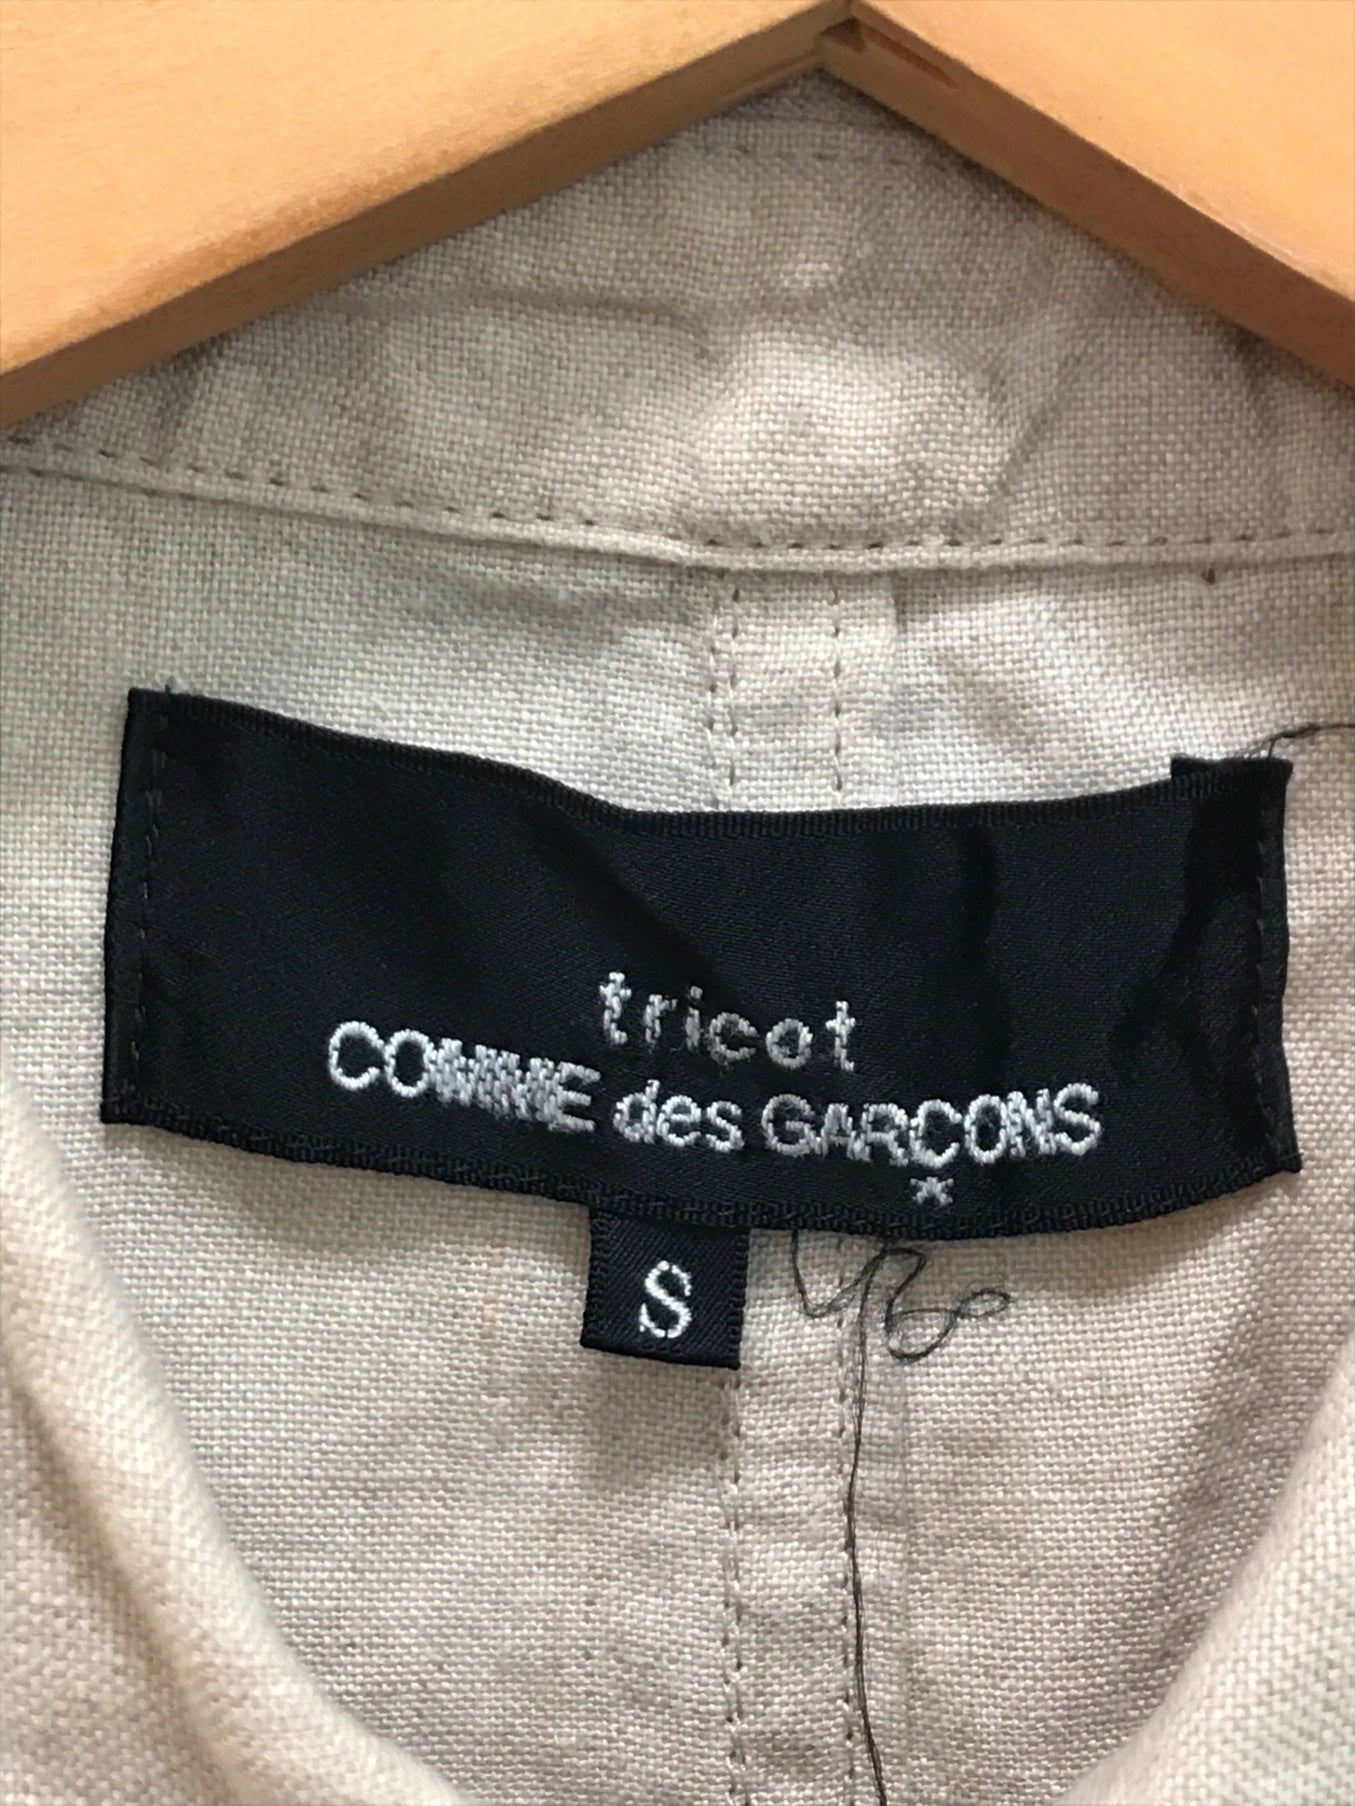 tricot
COMME des GARCONS
*
S